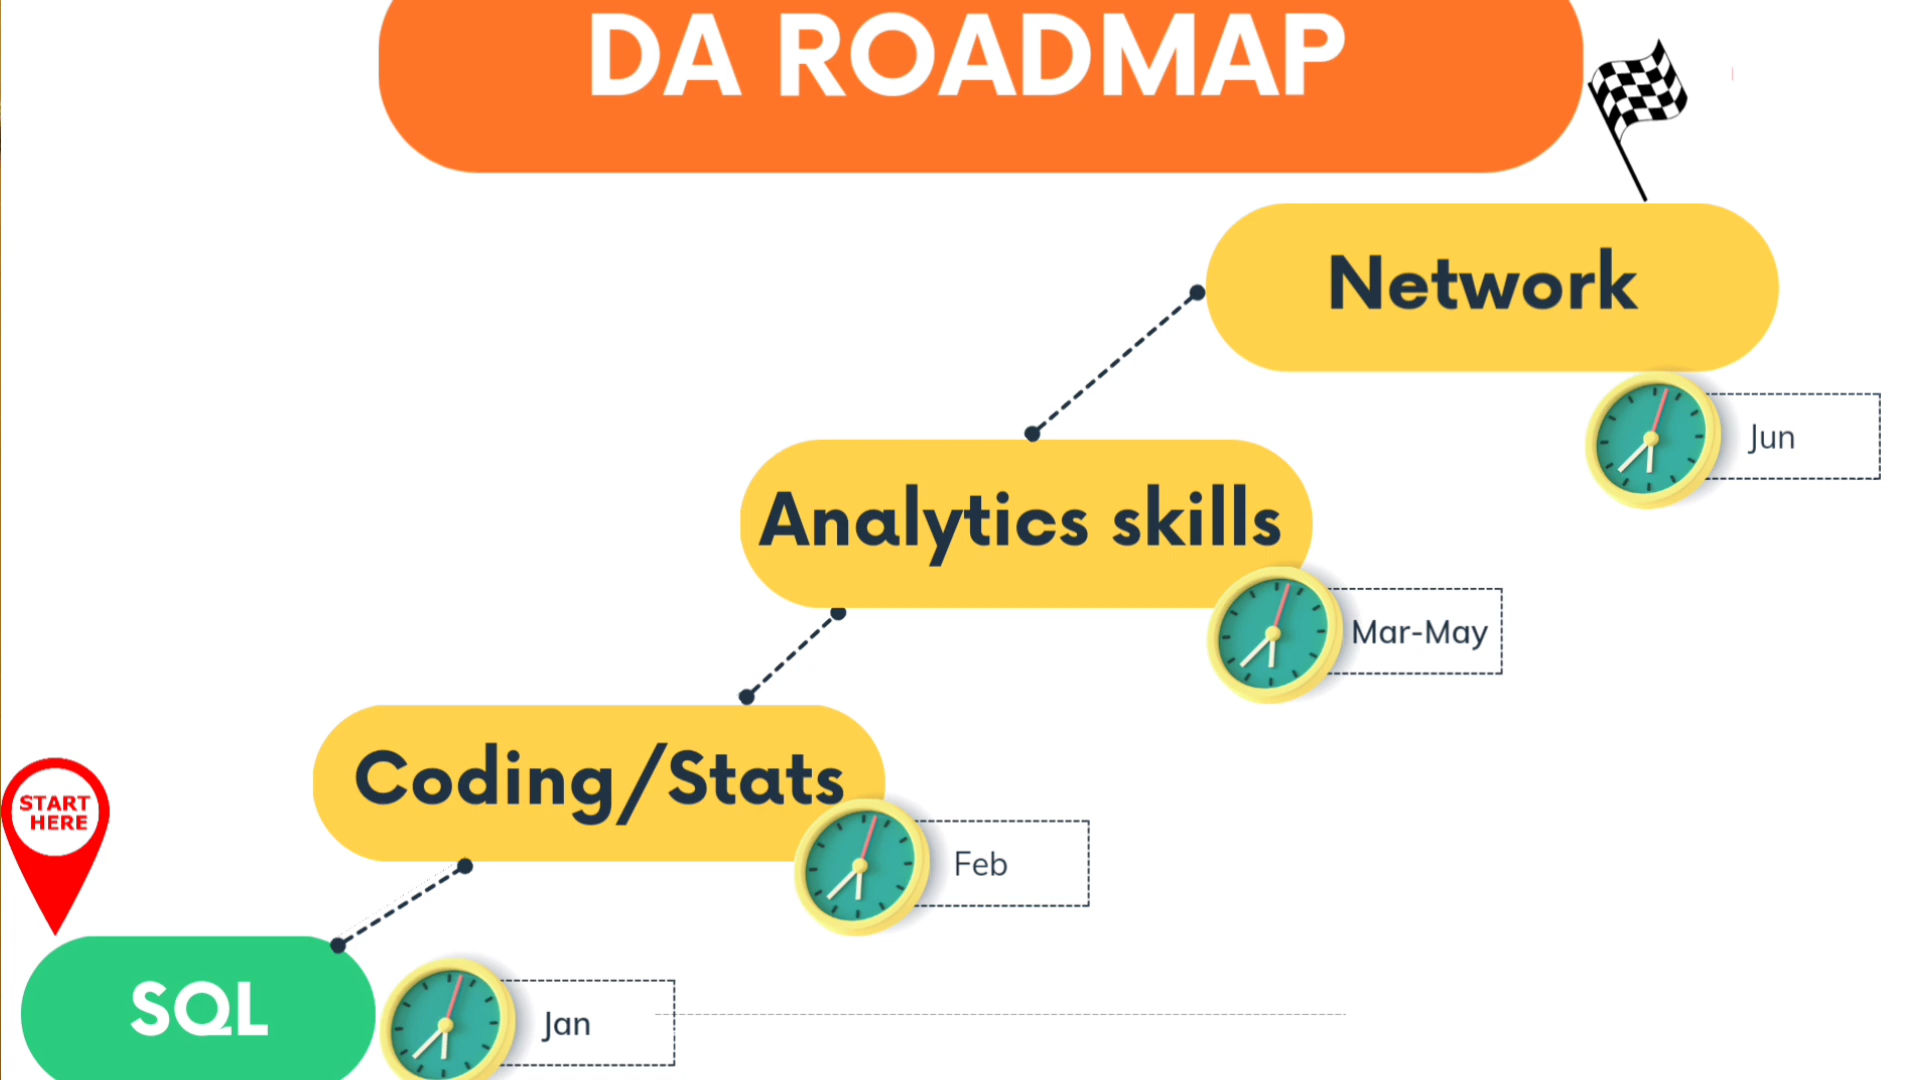 DA ROADMAP
Network
Jun
Analytics skills
Mar-May
Coding/Stats
Feb
START
HERE
SQL
Jan